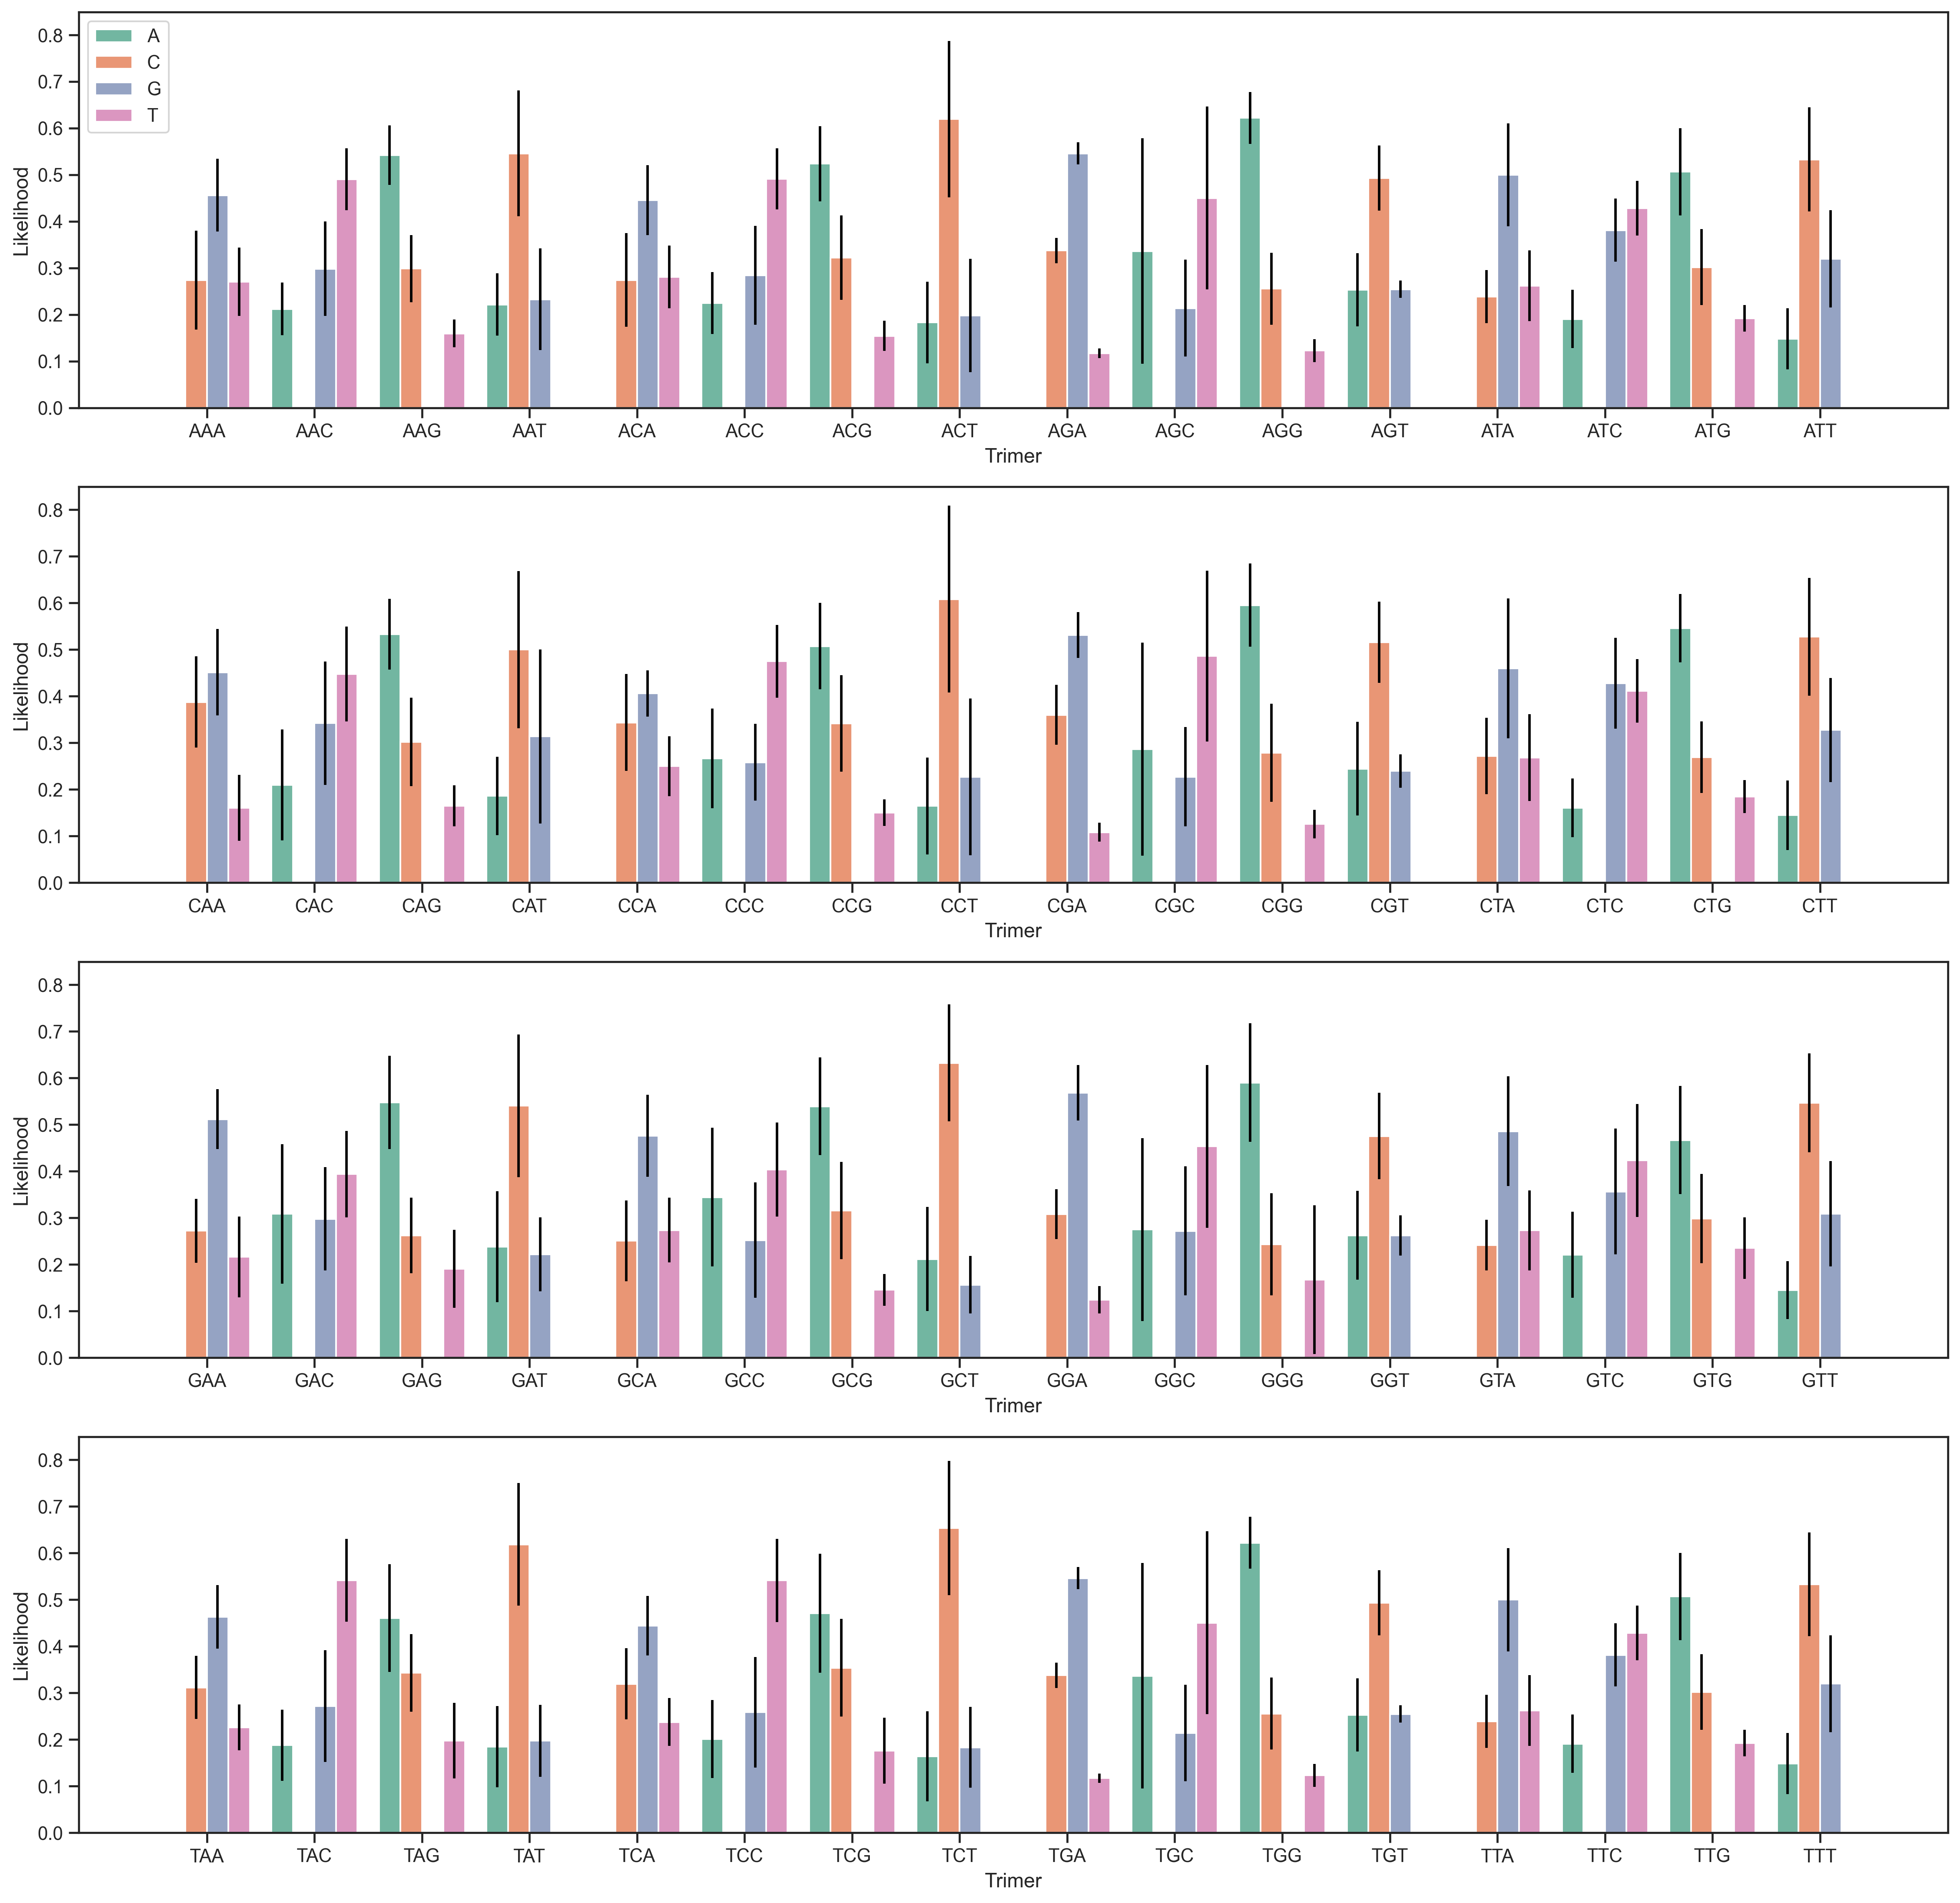 0.8
0.7
0.6
0.5
0.4
0.3
0.2
0.1
0.0
Likelihood
A
C
G
T
AAA AAC AAG AAT ACA ACC ACG ACT AGA AGC AGG AGT ATA ATC ATG ATT
Trimer
0.8
0.7
0.6
0.5
0.4
0.3
0.2
0.1
0.0
Likelihood
CAA CAC CAG CAT CCA CCC CCG CCT CGA CGC CGG CGT CTA CTC CTG CTT
Trimer
0.8
0.7
0.6
0.5
0.4
0.3
0.2
0.1
0.0
Likelihood
GAA GAC GAG GAT GCA GCC GCG GCT GGA GGC GGG GGT GTA GTC GTG GTT
Trimer
0.8
0.7
0.6
0.5
0.4
0.3
0.2
0.1
0.0
Likelihood
TAA TAC TAG TAT TCA TCC TCG TCT TGA TGC TGG TGT TTA TTC TTG TTT
Trimer